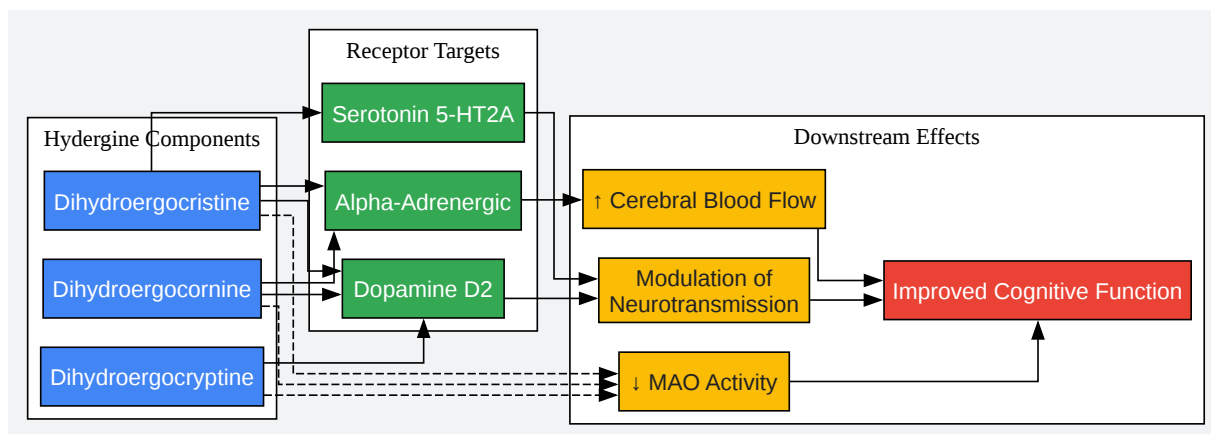 Receptor Targets
Serotonin 5-HT2A
Alpha-Adrenergic
Dopamine D2
Hydergine Components
Dihydroergocristine
Dihydroergocornine
Dihydroergocryptine
Downstream Effects
↑ Cerebral Blood Flow
Modulation of
Neurotransmission
↓ MAO Activity
Improved Cognitive Function